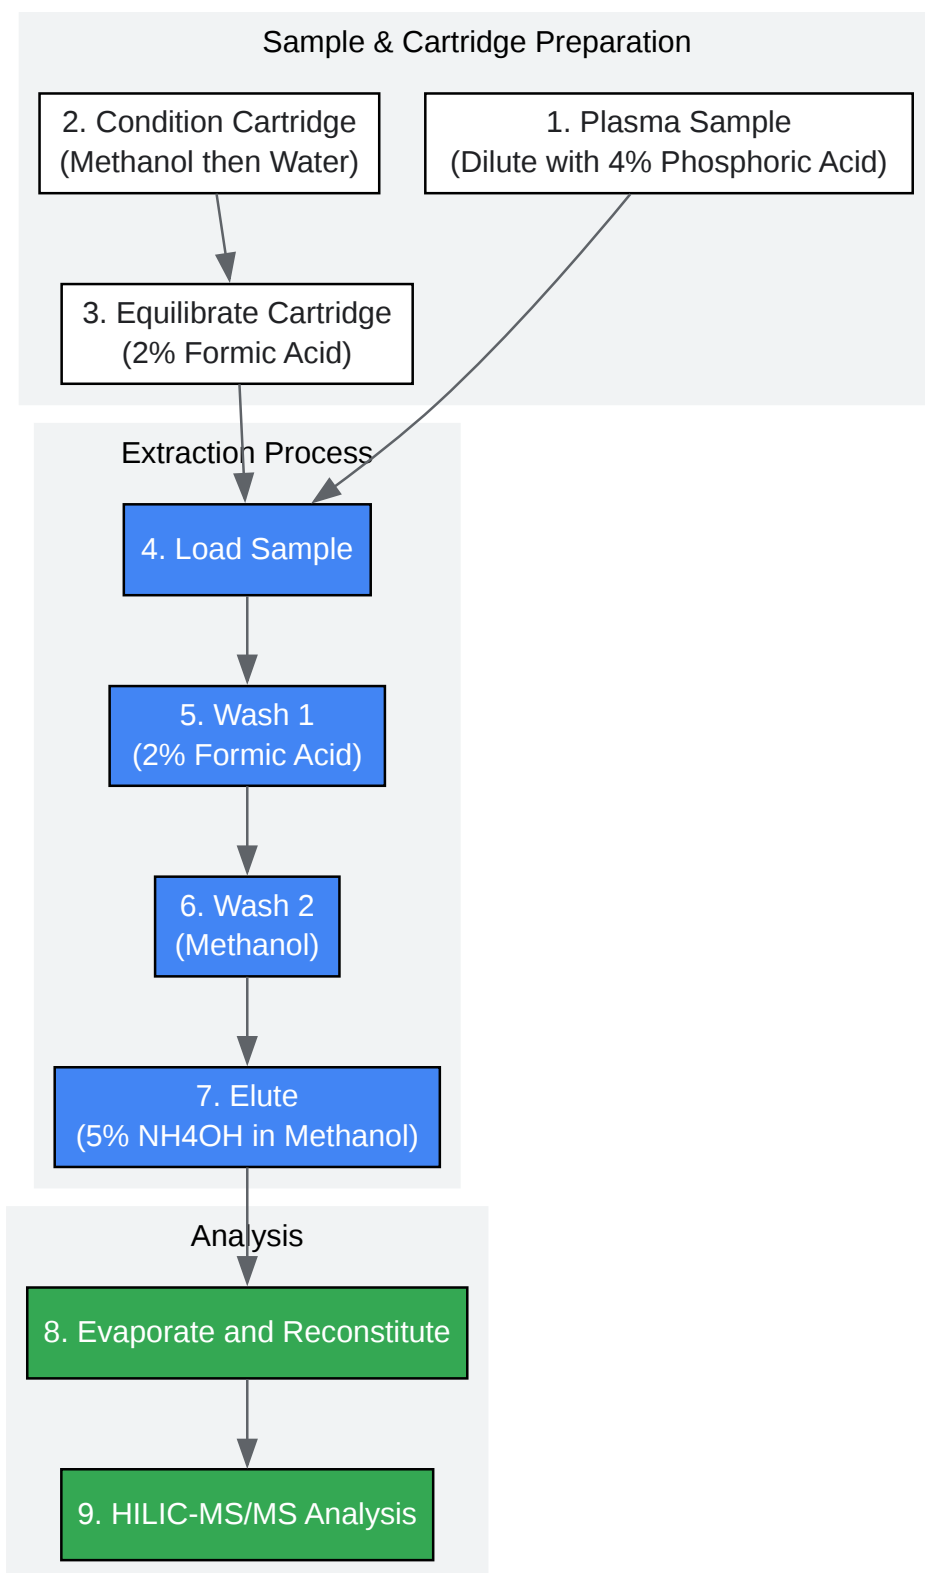 Sample & Cartridge Preparation
2. Condition Cartridge
(Methanol then Water)
1. Plasma Sample
(Dilute with 4% Phosphoric Acid)
3. Equilibrate Cartridge
(2% Formic Acid)
Extraction Process
4. Load Sample
5. Wash 1
(2% Formic Acid)
6. Wash 2
(Methanol)
7. Elute
(5% NH4OH in Methanol)
Analysis
8. Evaporate and Reconstitute
9. HILIC-MS/MS Analysis